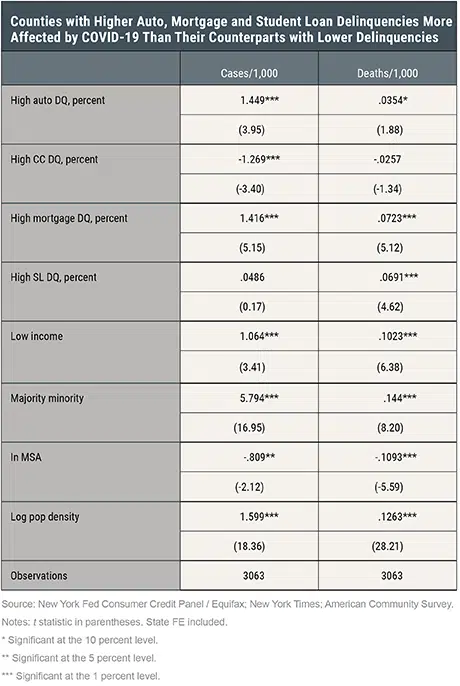 Counties with Higher Auto, Mortgage and Student Loan Delinquencies More
Affected by COVID-19 Than Their Counterparts with Lower Delinquencies
Cases/1,000 Deaths/1,000
High auto DQ, percent 1.449*** .0354*
(3.95) (1.88)
High CC DQ, percent -1.269*** -.0257
(-3.40) (-1.34)
High mortgage DQ, percent 1.416*** .0723***
(5.15) (5.12)
High SL DQ, percent .0486 .0691***
(0.17) (4.62)
Low income 1.064*** .1023***
(3.41) (6.38)
Majority minority 5.794*** .144***
(16.95) (8.20)
In MSA -.809** -.1093***
(-2.12) (-5.59)
Log pop density 1.599*** .1263***
(18.36) (28.21)
Observations 3063 3063
Source: New York Fed Consumer Credit Panel / Equifax; New York Times; American Community Survey.
Notes: t statistic in parentheses. State FE included.
* Significant at the 10 percent level.
** Significant at the 5 percent level.
*** Significant at the 1 percent level.